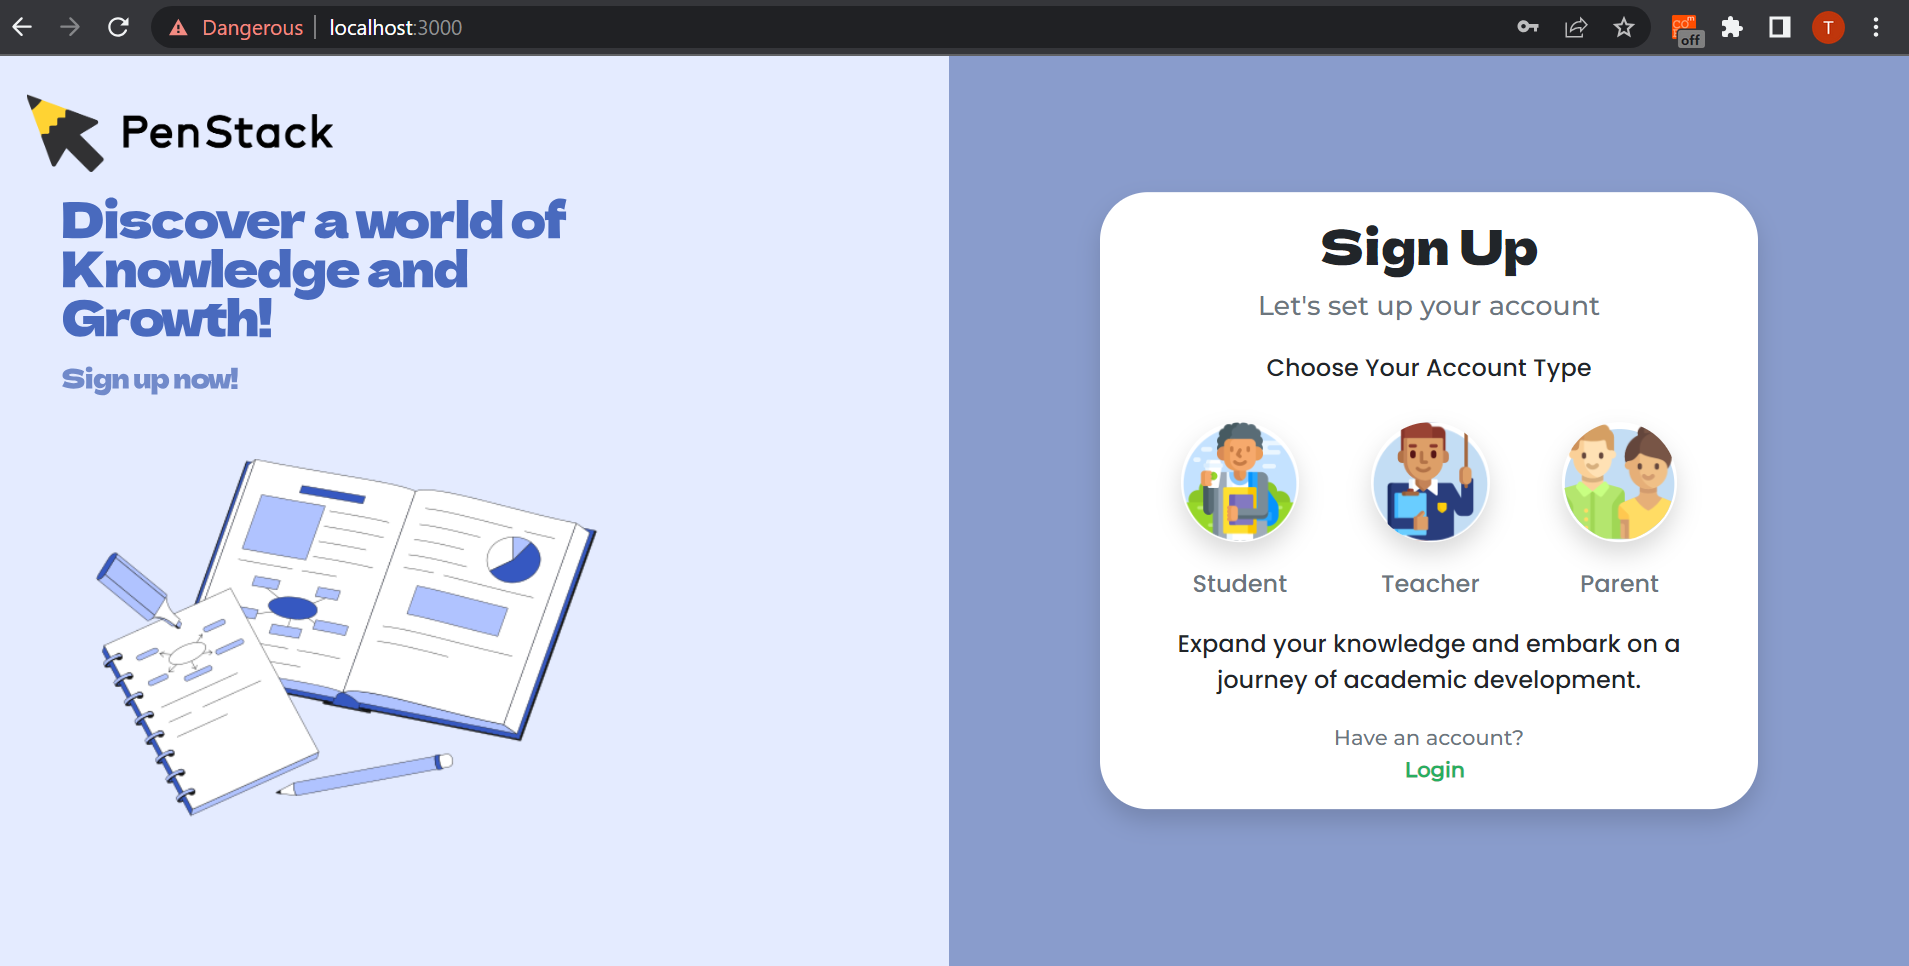 Dangerous localhost:3000
off
T
PenStack
Discover a world of
Knowledge and
Growth!
Sign up now!
Sign Up
Let's set up your account
Choose Your Account Type
Student
Teacher
Parent
Expand your knowledge and embark on a
journey of academic development.
Have an account?
Login